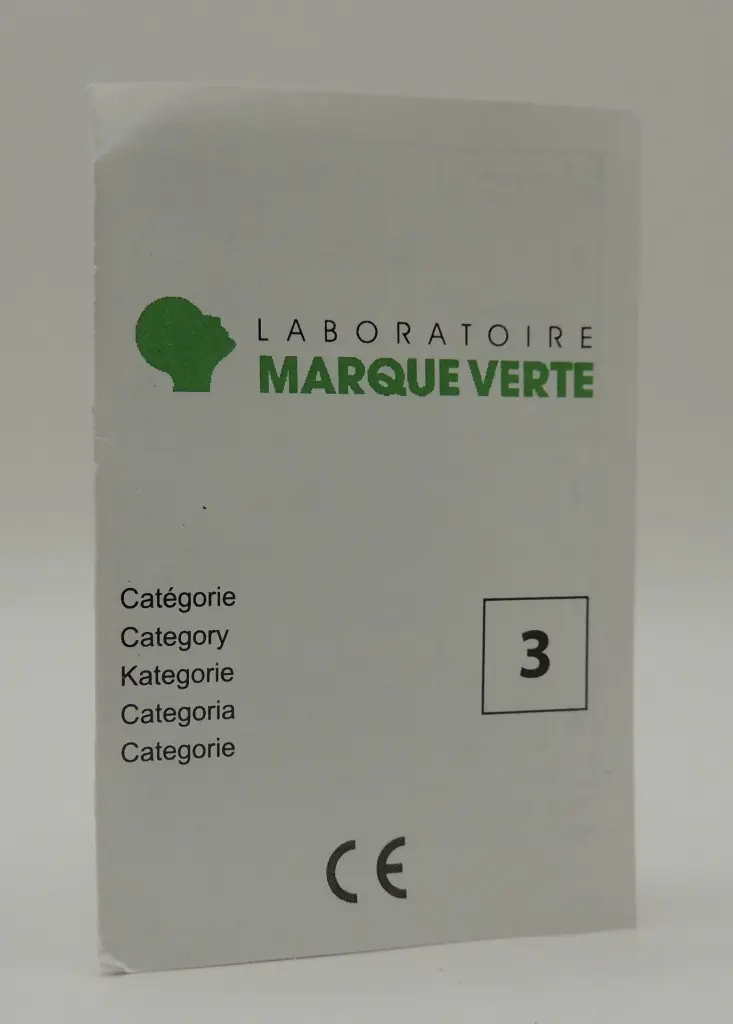 LABORATOIRE
MARQUE VERTE
Catégorie
Category
Kategorie
Categoria
Categorie
3
CE